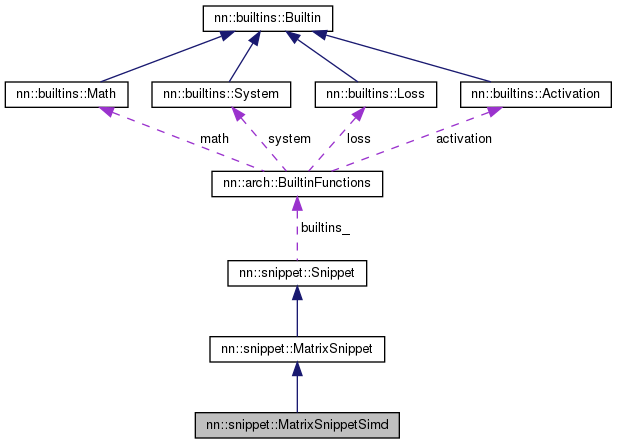 nn::builtins::Builtin
nn::builtins::Math
nn::builtins::System
nn::builtins::Loss
nn::builtins::Activation
math
system
loss
activation
nn::arch::BuiltinFunctions
builtins_
nn::snippet::Snippet
nn::snippet::MatrixSnippet
nn::snippet::MatrixSnippetSimd